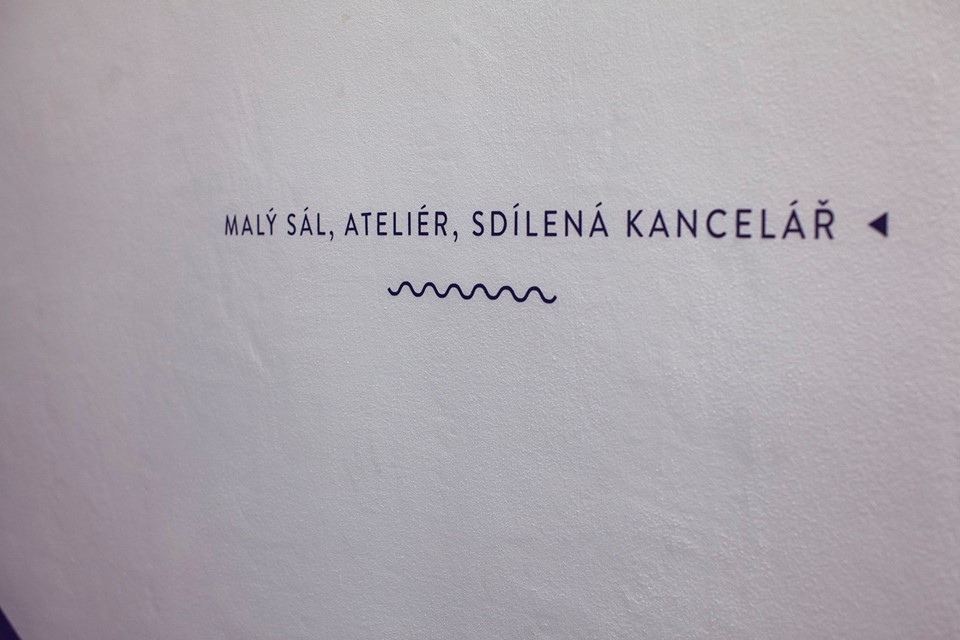 MALÝ SÁL, ATELIÉR, SDÍLENÁ KANCELÁŘ